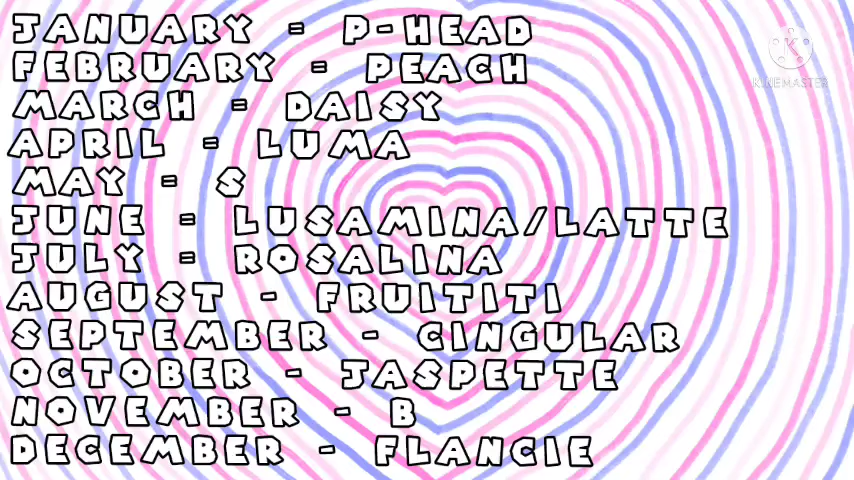 JANUARY = P-HEAD
FEBRUARY = PEACH
MARCH = DAISY
APRIL = LUMA
MAY = S
JUNE = LUSAMINA/LATTE
JULY = ROSALINA
AUGUST - FRUITITI
SEPTEMBER - CINGULAR
OCTOBER - JASPETTE
NOVEMBER - B
DECEMBER - FLANCIE
K
KINEMASTER